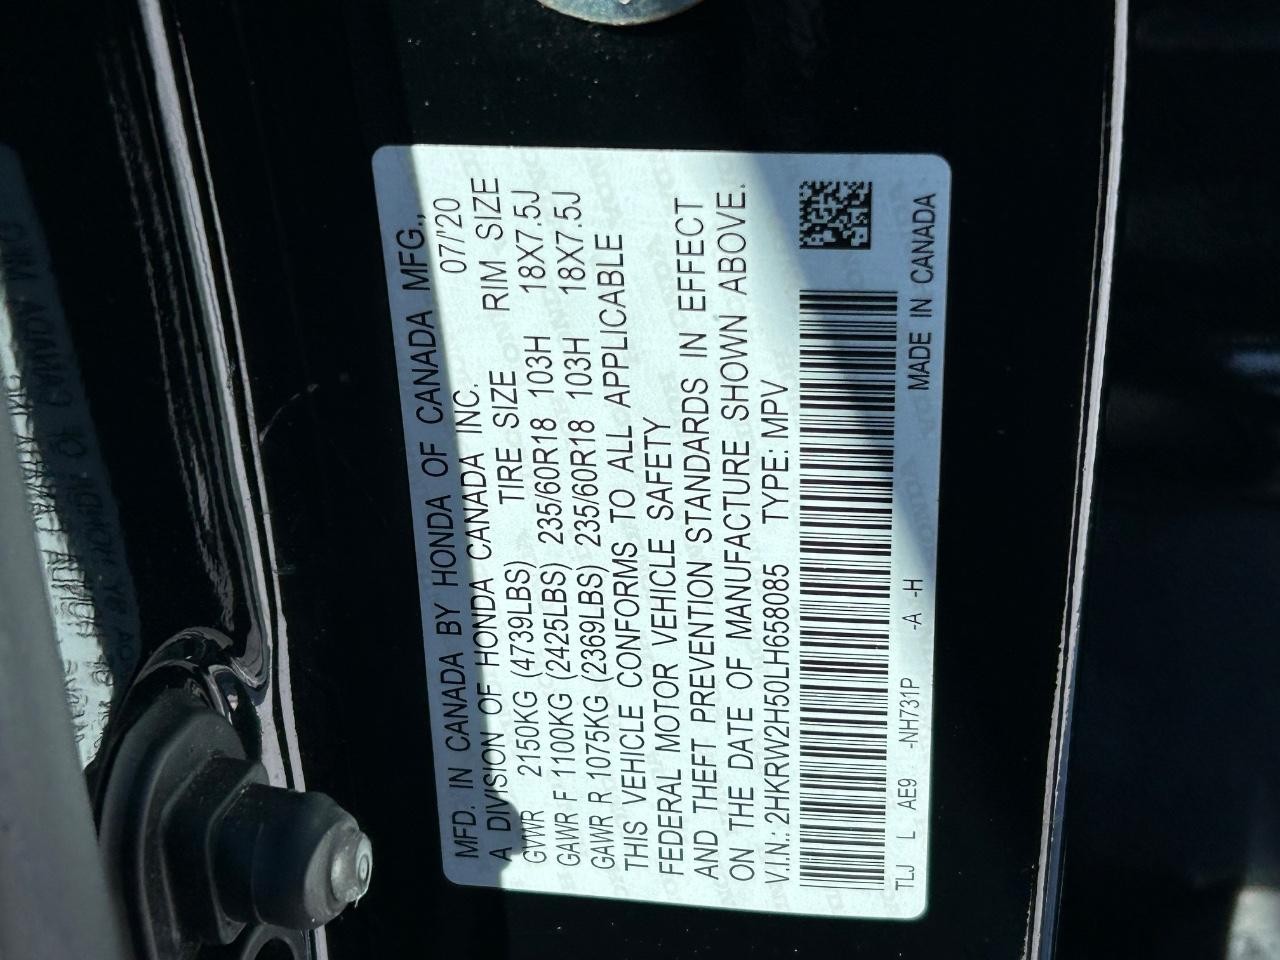 MFD. IN CANADA BY HONDA OF CANADA MFG.,
A DIVISION OF HONDA CANADA INC. 07/'20
TIRE SIZE RIM SIZE
GVWR 2150KG (4739LBS)
GAWR F 1100KG (2425LBS) 235/60R18 103H 18X7.5J
GAWR R 1075KG (2369LBS) 235/60R18 103H 18X7.5J
THIS VEHICLE CONFORMS TO ALL APPLICABLE
FEDERAL MOTOR VEHICLE SAFETY
AND THEFT PREVENTION STANDARDS IN EFFECT
ON THE DATE OF MANUFACTURE SHOWN ABOVE.
V.I.N.: 2HKRW2H50LH658085 TYPE: MPV
TLJ L AE9 -NH731P -A -H MADE IN CANADA